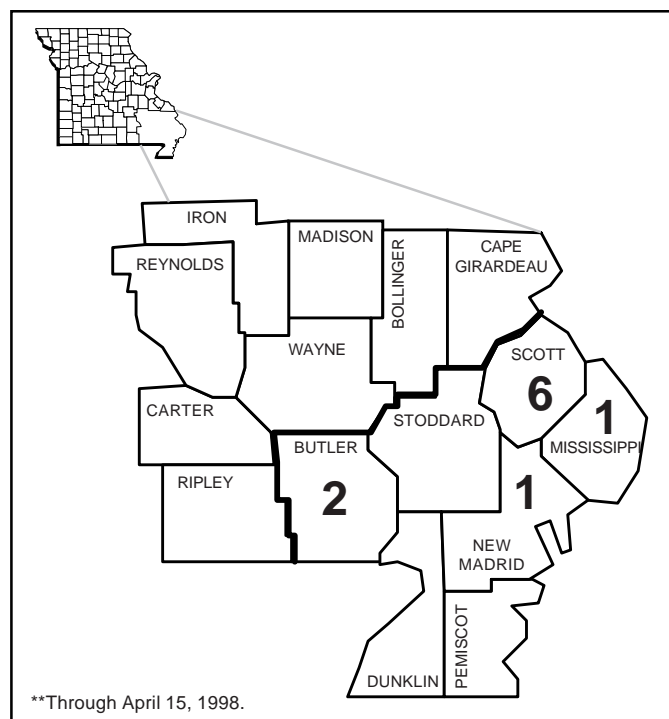 IRON
MADISON
BOLLINGER
CAPE
GIRARDEAU
REYNOLDS
WAYNE
SCOTT
6
1
MISSISSIPPI
CARTER
STODDARD
BUTLER
2
RIPLEY
1
NEW
MADRID
PEMISCOT
DUNKLIN
**Through April 15, 1998.